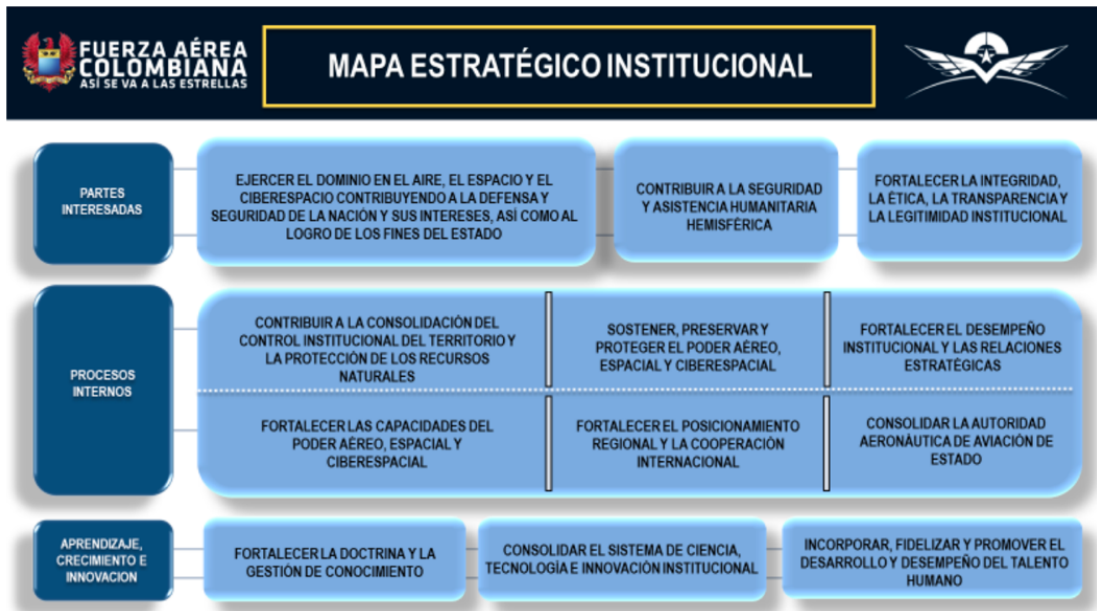 FUERZA AÉREA
COLOMBIANA
ASÍ SE VA A LAS ESTRELLAS
MAPA ESTRATÉGICO INSTITUCIONAL
PARTES
INTERESADAS
EJERCER EL DOMINIO EN EL AIRE, EL ESPACIO Y EL
CIBERESPACIO CONTRIBUYENDO A LA DEFENSA Y
SEGURIDAD DE LA NACIÓN Y SUS INTERESES, ASÍ COMO AL
LOGRO DE LOS FINES DEL ESTADO
CONTRIBUIR A LA SEGURIDAD
Y ASISTENCIA HUMANITARIA
HEMISFÉRICA
FORTALECER LA INTEGRIDAD,
LA ÉTICA, LA TRANSPARENCIA Y
LA LEGITIMIDAD INSTITUCIONAL
PROCESOS
INTERNOS
CONTRIBUIR A LA CONSOLIDACIÓN DEL
CONTROL INSTITUCIONAL DEL TERRITORIO Y
LA PROTECCIÓN DE LOS RECURSOS
NATURALES
SOSTENER, PRESERVAR Y
PROTEGER EL PODER AÉREO,
ESPACIAL Y CIBERESPACIAL
FORTALECER EL DESEMPEÑO
INSTITUCIONAL Y LAS RELACIONES
ESTRATÉGICAS
FORTALECER LAS CAPACIDADES DEL
PODER AÉREO, ESPACIAL Y
CIBERESPACIAL
FORTALECER EL POSICIONAMIENTO
REGIONAL Y LA COOPERACIÓN
INTERNACIONAL
CONSOLIDAR LA AUTORIDAD
AERONÁUTICA DE AVIACIÓN DE
ESTADO
APRENDIZAJE,
CRECIMIENTO E
INNOVACION
FORTALECER LA DOCTRINA Y LA
GESTIÓN DE CONOCIMIENTO
CONSOLIDAR EL SISTEMA DE CIENCIA,
TECNOLOGÍA E INNOVACIÓN INSTITUCIONAL
INCORPORAR, FIDELIZAR Y PROMOVER EL
DESARROLLO Y DESEMPEÑO DEL TALENTO
HUMANO